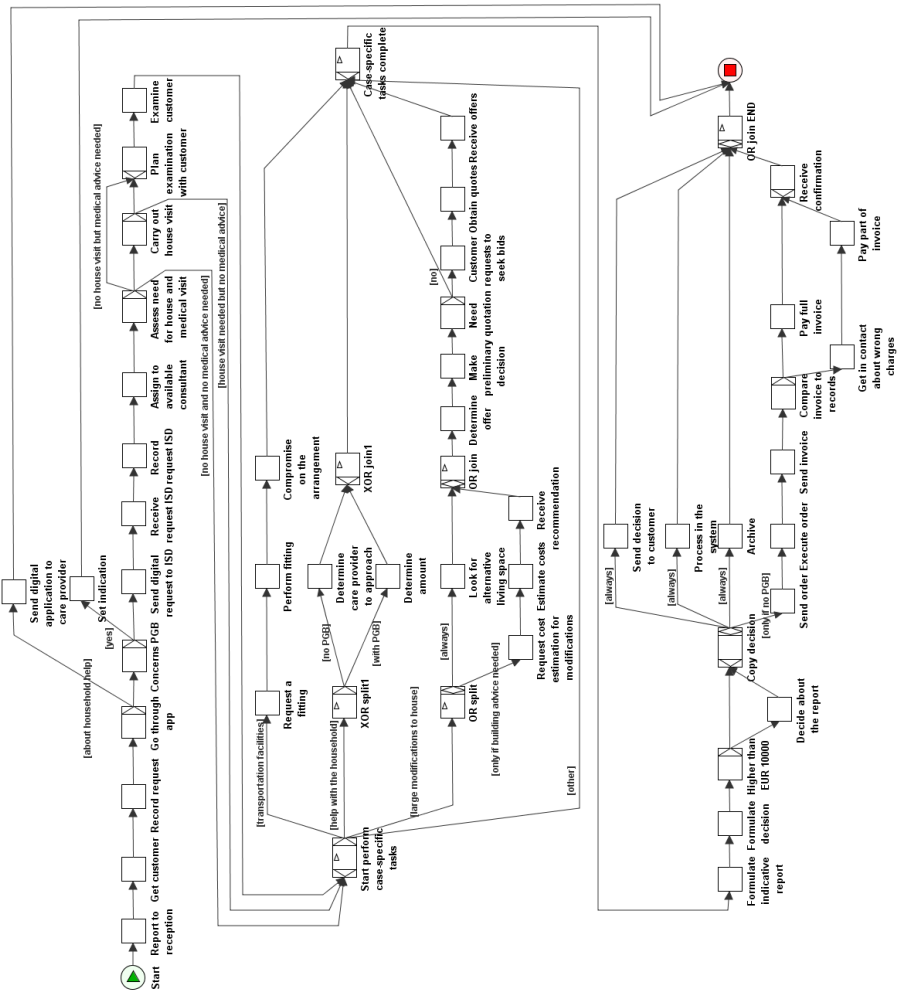 Start
Report to
reception
Get customer
Record request
Go through
app
[about household help]
Send digital
application to
care provider
Concerns PGB
[yes]
Set indication
Send digital
request to ISD
Receive
request ISD
Record
request ISD
Assign to
available
consultant
Assess need
for house and
medical visit
[no house visit but medical advice needed]
[no house visit and no medical advice needed]
[house visit needed but no medical advice]
Carry out
house visit
Plan
examination
with customer
Examine
customer
Start perform
case-specific
tasks
[transportation facilities]
[help with the household]
[large modifications to house]
[other]
Request a
fitting
Perform fitting
Compromise
on the
arrangement
XOR split1
[no PGB]
[with PGB]
Determine
care provider
to approach
Determine
amount
XOR join1
OR split
[always]
[only if building advice needed]
Look for
alternative
living space
Request cost
estimation for
modifications
Estimate costs
Receive
recommendation
OR join
Determine
offer
Make
preliminary
decision
Need
quotation
[no]
Customer
requests to
seek bids
Obtain quotes
Receive offers
Case-specific
tasks complete
Formulate
indicative
report
Formulate
decision
Higher than
EUR 10000
Decide about
the report
Copy decision
[always]
[always]
[always]
[only if no PGB]
Send decision
to customer
Process in the
system
Archive
Send order
Execute order
Send invoice
Compare
invoice to
records
Pay full
invoice
Get in contact
about wrong
charges
Pay part of
invoice
Receive
confirmation
OR join END